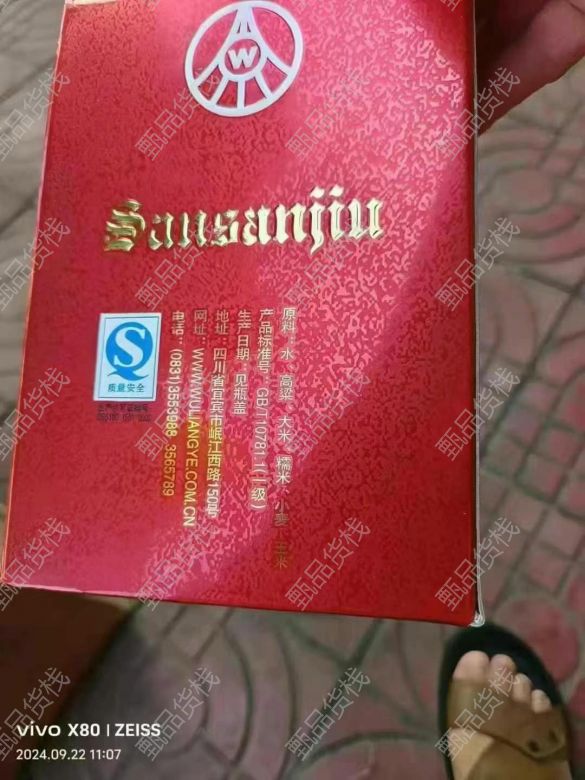 W
Sansanjiu
原料：水、高粱、大米、糯米、小麦、玉米
产品标准号：GB/T10781.1(一级)
生产日期：见瓶盖
地址：四川省宜宾市岷江西路150号
网址：WWW.WULIANGYE.COM.CN
电话：(0831)3553988 3565789
质量安全
vivo X80 | ZEISS
2024.09.22 11:07
甄品货栈